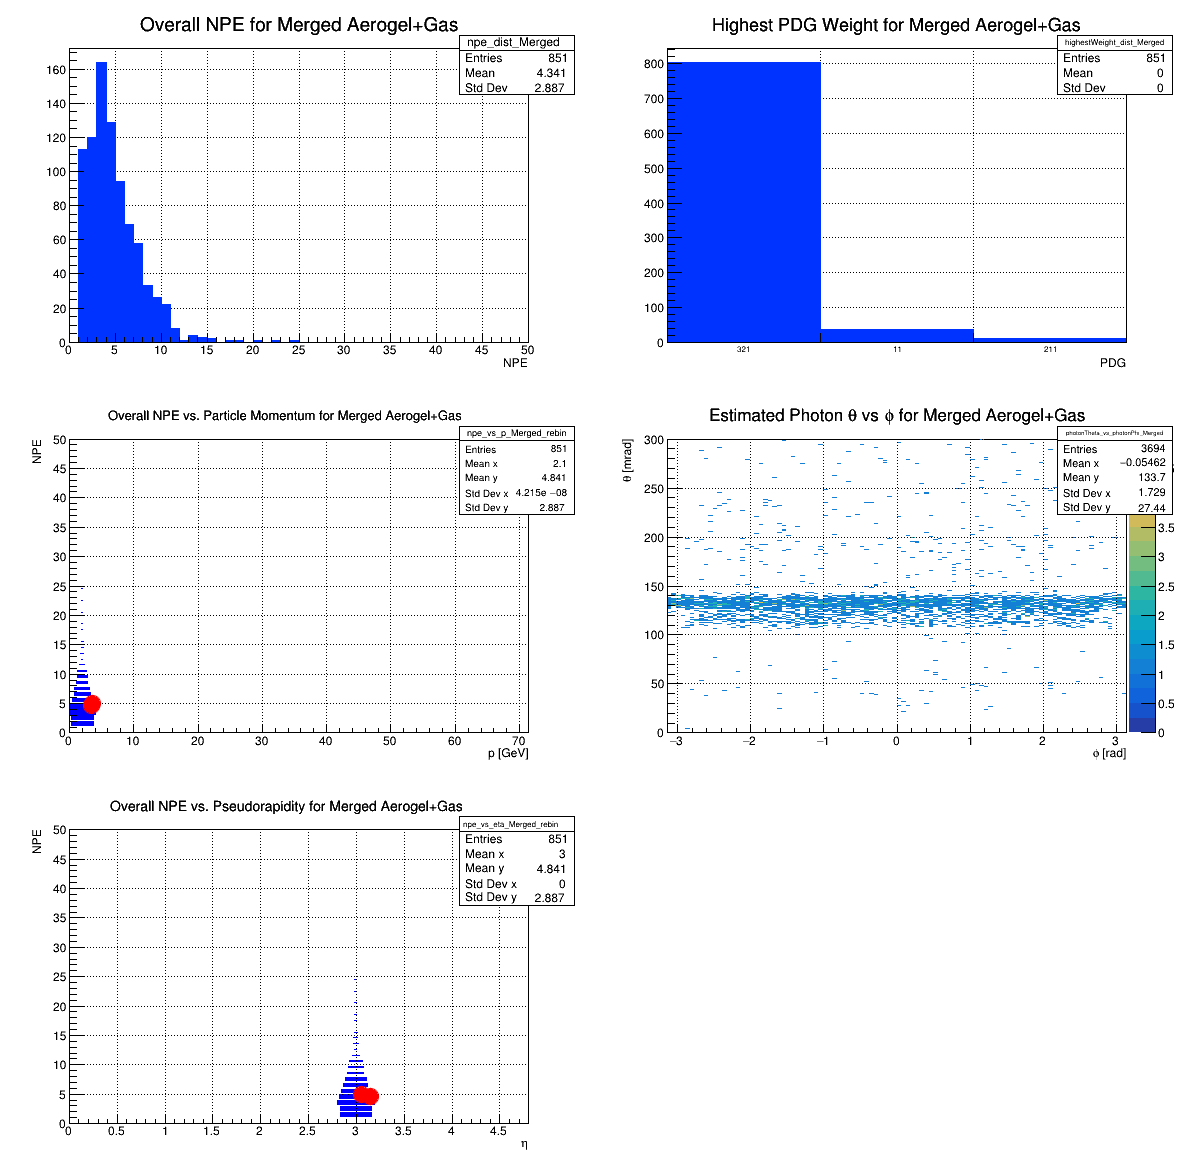 Overall NPE for Merged Aerogel+Gas
npe_dist_Merged
Entries 851
Mean 4.341
Std Dev 2.887
160
140
120
100
80
60
40
20
0
0 5 10 15 20 25 30 35 40 45 50
NPE
Highest PDG Weight for Merged Aerogel+Gas
highestWeight_dist_Merged
Entries 851
Mean 0
Std Dev 0
800
700
600
500
400
300
200
100
0
321 11 211
PDG
Overall NPE vs. Particle Momentum for Merged Aerogel+Gas
npe_vs_p_Merged_rebin
Entries 851
Mean x 2.1
Mean y 4.841
Std Dev x 4.215e −08
Std Dev y 2.887
NPE
50
45
40
35
30
25
20
15
10
5
0
0 10 20 30 40 50 60 70
p [GeV]
Estimated Photon θ vs ϕ for Merged Aerogel+Gas
photonTheta_vs_photonPhi_Merged
Entries 3694
Mean x −0.05462
Mean y 133.7
Std Dev x 1.729
Std Dev y 27.44
θ [mrad]
300
250
200
150
100
50
0
−3 −2 −1 0 1 2 3
ϕ [rad]
3.5
3
2.5
2
1.5
1
0.5
0
Overall NPE vs. Pseudorapidity for Merged Aerogel+Gas
npe_vs_eta_Merged_rebin
Entries 851
Mean x 3
Mean y 4.841
Std Dev x 0
Std Dev y 2.887
NPE
50
45
40
35
30
25
20
15
10
5
0
0 0.5 1 1.5 2 2.5 3 3.5 4 4.5
η